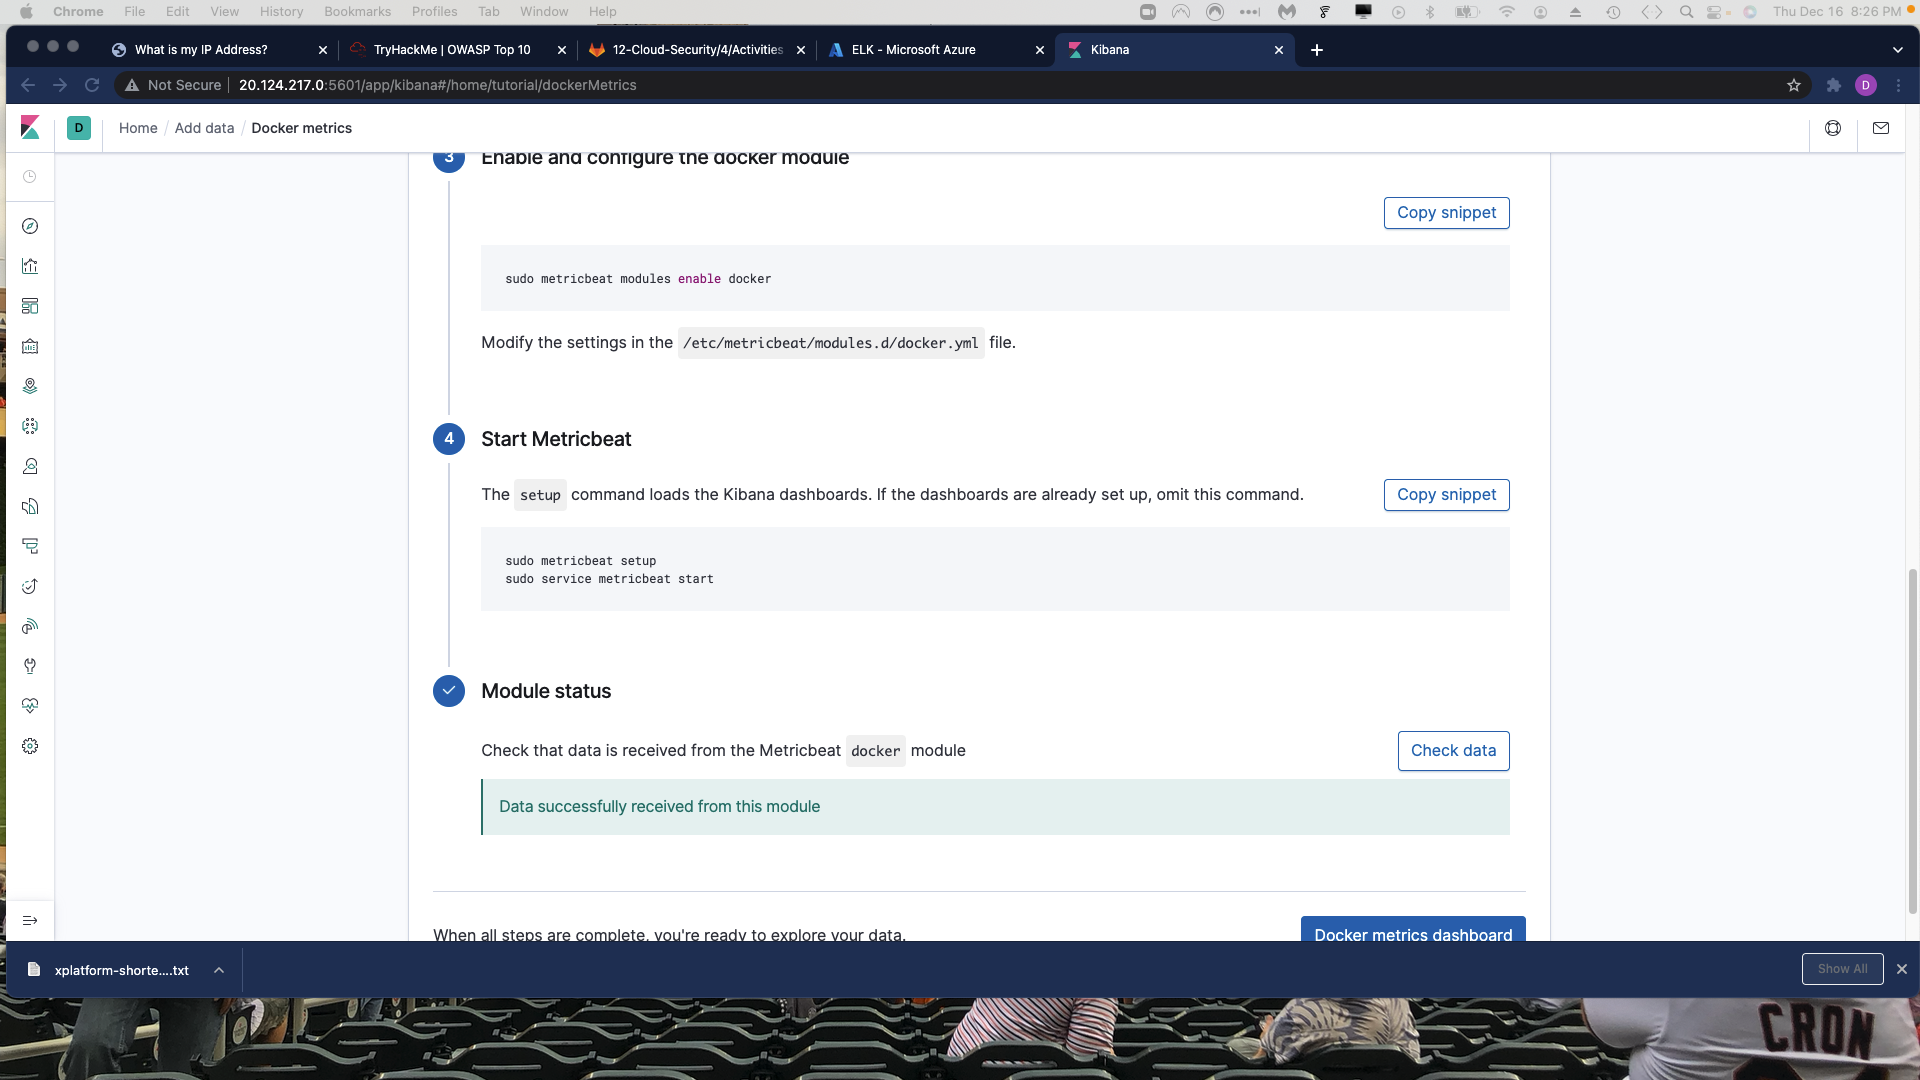 Chrome File Edit View History Bookmarks Profiles Tab Window Help Thu Dec 16 8:26 PM
What is my IP Address? TryHackMe | OWASP Top 10 12-Cloud-Security/4/Activities ELK - Microsoft Azure Kibana
Not Secure 20.124.217.0:5601/app/kibana#/home/tutorial/dockerMetrics D
D Home / Add data / Docker metrics
3 Enable and configure the docker module
Copy snippet
sudo metricbeat modules enable docker
Modify the settings in the /etc/metricbeat/modules.d/docker.yml file.
4 Start Metricbeat
The setup command loads the Kibana dashboards. If the dashboards are already set up, omit this command. Copy snippet
sudo metricbeat setup
sudo service metricbeat start
Module status
Check that data is received from the Metricbeat docker module Check data
Data successfully received from this module
When all steps are complete, you're ready to explore your data. Docker metrics dashboard
xplatform-shorte....txt Show All
CRON